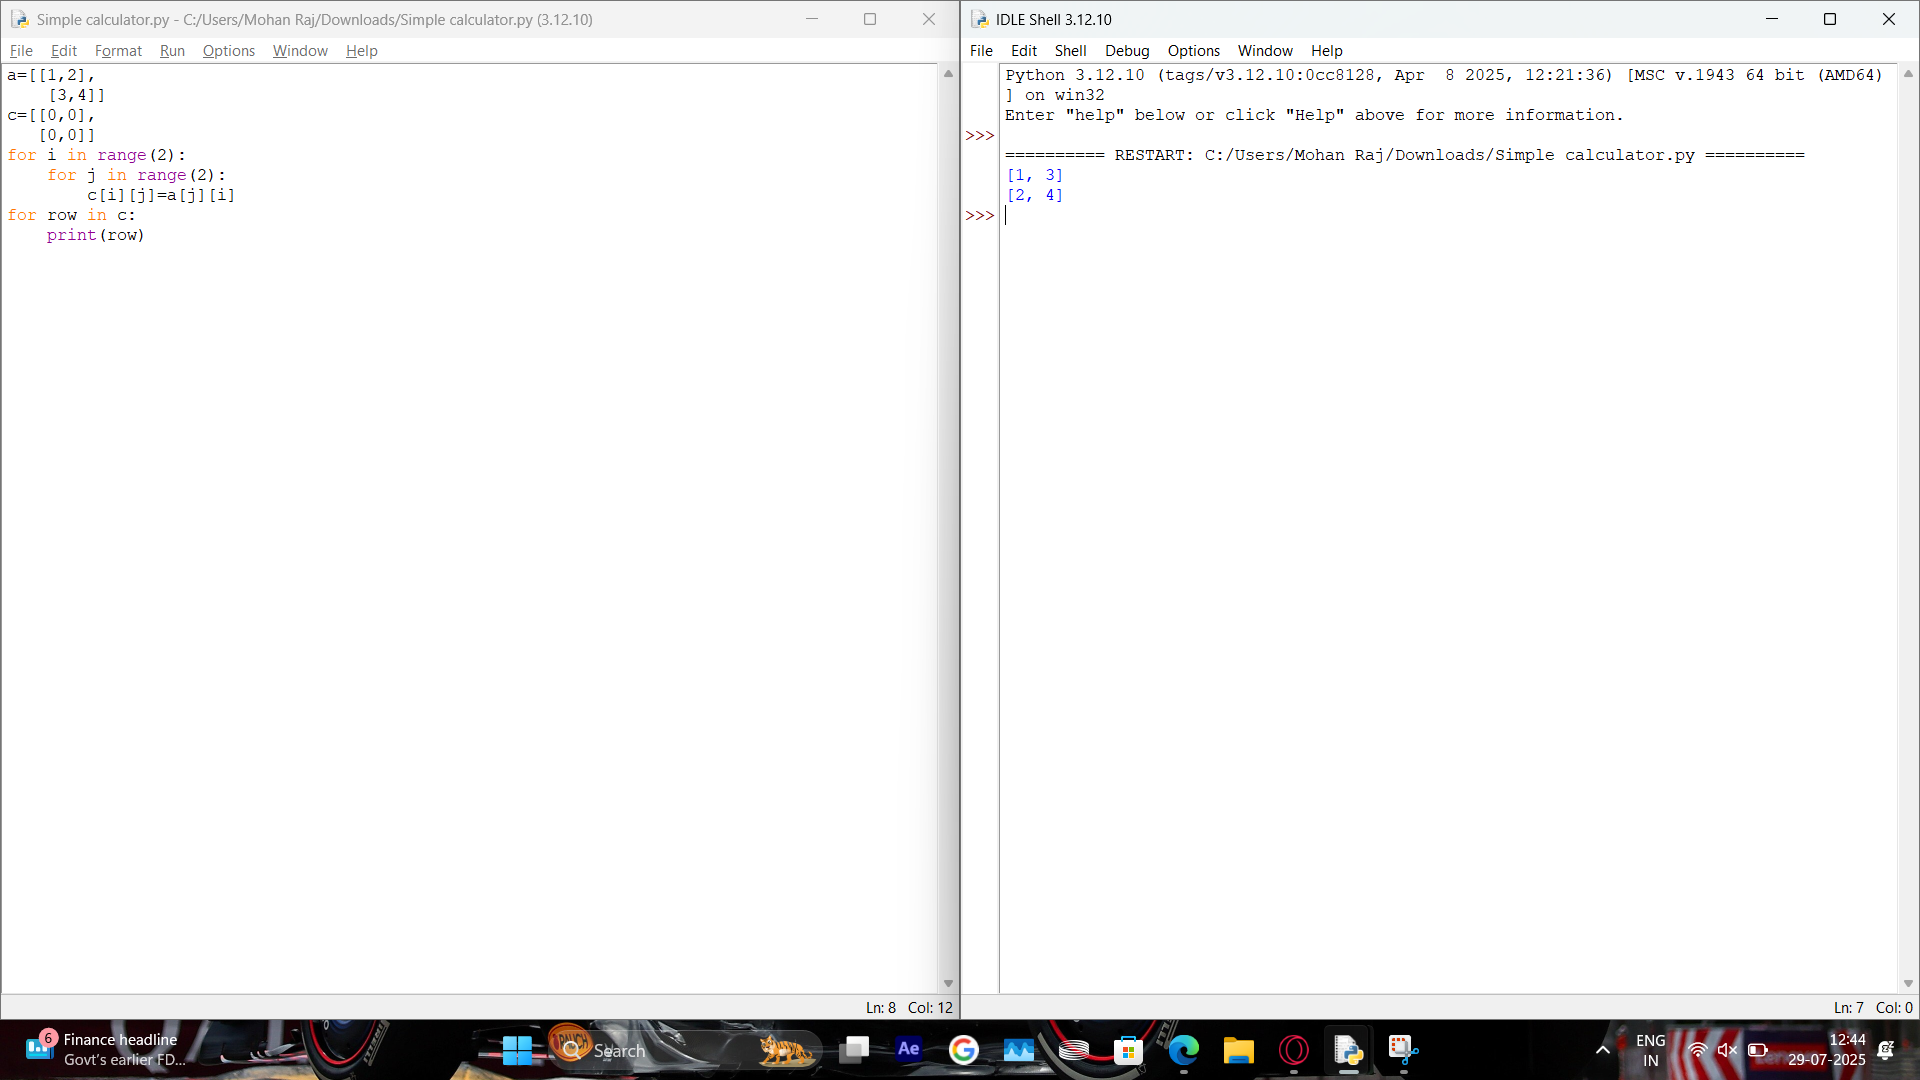 Simple calculator.py - C:/Users/Mohan Raj/Downloads/Simple calculator.py (3.12.10)
File Edit Format Run Options Window Help
a=[[1,2],
    [3,4]]
c=[[0,0],
   [0,0]]
for i in range(2):
    for j in range(2):
        c[i][j]=a[j][i]
for row in c:
    print(row)
Ln: 8 Col: 12
IDLE Shell 3.12.10
File Edit Shell Debug Options Window Help
Python 3.12.10 (tags/v3.12.10:0cc8128, Apr  8 2025, 12:21:36) [MSC v.1943 64 bit (AMD64)
] on win32
Enter "help" below or click "Help" above for more information.
>>>
========== RESTART: C:/Users/Mohan Raj/Downloads/Simple calculator.py ==========
[1, 3]
[2, 4]
>>>
Ln: 7 Col: 0
6
Finance headline
Govt's earlier FD...
Search
Ae
ENG
IN
12:44
29-07-2025